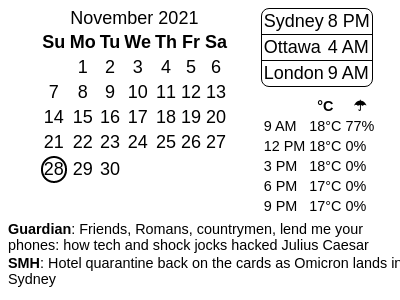 November 2021
Su Mo Tu We Th Fr Sa
1 2 3 4 5 6
7 8 9 10 11 12 13
14 15 16 17 18 19 20
21 22 23 24 25 26 27
28 29 30
Sydney 8 PM
Ottawa 4 AM
London 9 AM
°C ☂
9 AM 18°C 77%
12 PM 18°C 0%
3 PM 18°C 0%
6 PM 17°C 0%
9 PM 17°C 0%
Guardian: Friends, Romans, countrymen, lend me your
phones: how tech and shock jocks hacked Julius Caesar
SMH: Hotel quarantine back on the cards as Omicron lands in
Sydney